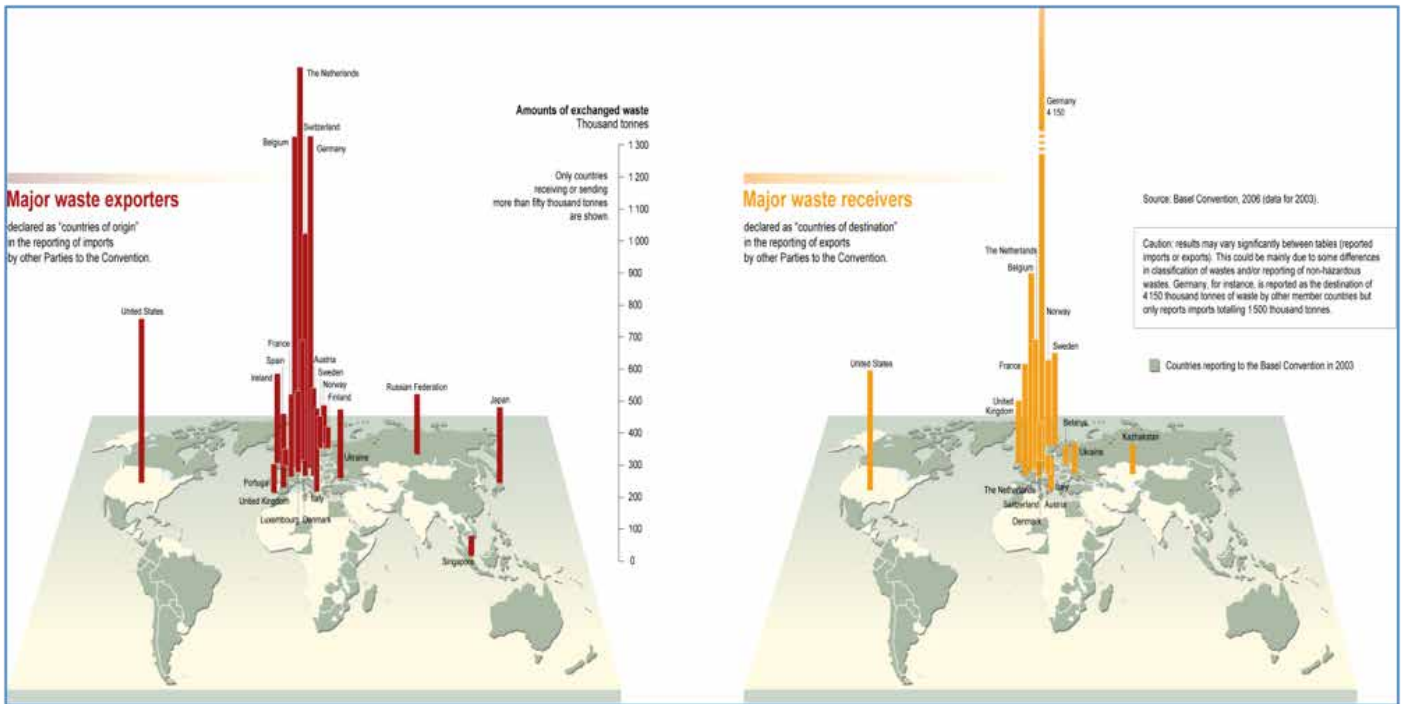 The Netherlands
Switzerland
Belgium
Germany
Amounts of exchanged waste
Thousand tonnes
1 300
1 200
1 100
1 000
900
800
700
600
500
400
300
200
100
0
Only countries
receiving or sending
more than fifty thousand tonnes
are shown
Major waste exporters
declared as "countries of origin"
in the reporting of imports
by other Parties to the Convention.
United States
France
Spain
Ireland
Austria
Sweden
Norway
Finland
Russian Federation
Japan
Ukraine
Portugal
United Kingdom
Italy
Luxembourg
Denmark
Singapore
Germany
4 150
Major waste receivers
declared as "countries of destination"
in the reporting of exports
by other Parties to the Convention.
Source: Basel Convention, 2006 (data for 2003).
Caution: results may vary significantly between tables (reported
imports or exports). This could be mainly due to some differences
in classification of wastes and/or reporting of non-hazardous
wastes. Germany, for instance, is reported as the destination of
4 150 thousand tonnes of waste by other member countries but
only reports imports totalling 1 500 thousand tonnes.
Countries reporting to the Basel Convention in 2003
The Netherlands
Belgium
Norway
Sweden
United States
France
United
Kingdom
Belarus
Ukraine
Kazhakstan
The Netherlands
Italy
Switzerland
Austria
Denmark